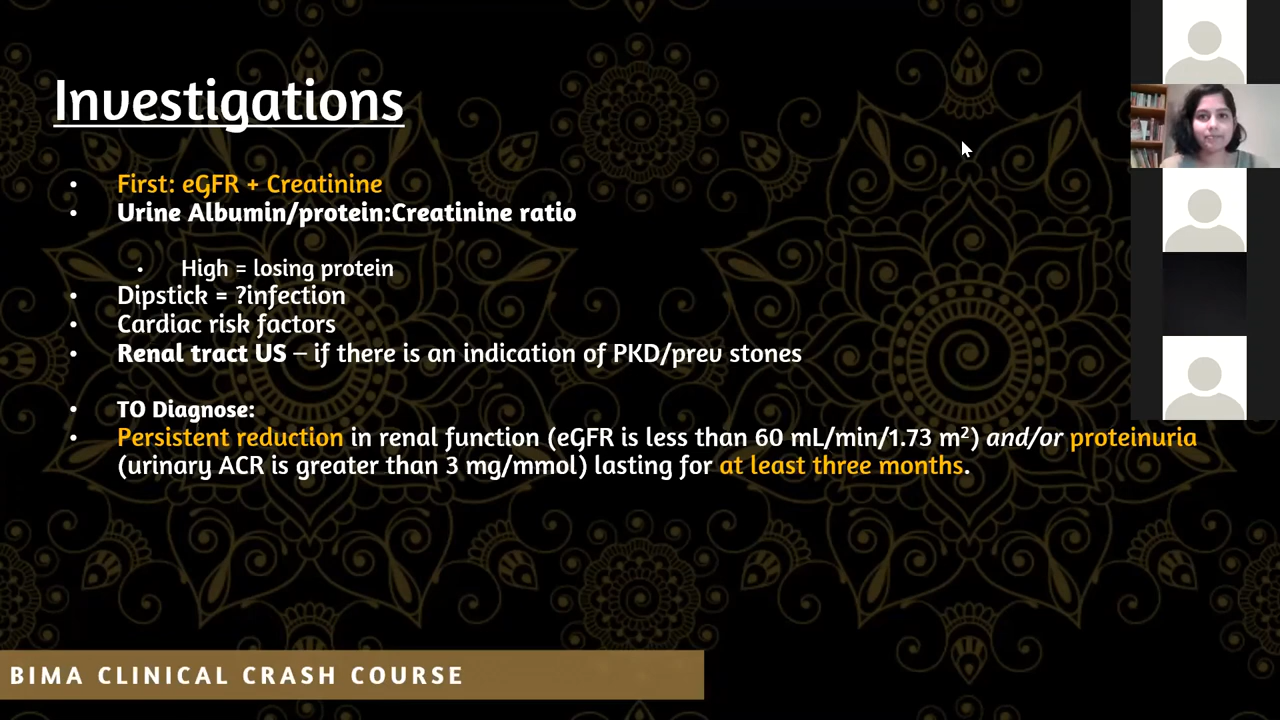 Investigations
• First: eGFR + Creatinine
• Urine Albumin/protein:Creatinine ratio
• High = losing protein
• Dipstick = ?infection
• Cardiac risk factors
• Renal tract US – if there is an indication of PKD/prev stones
• TO Diagnose:
• Persistent reduction in renal function (eGFR is less than 60 mL/min/1.73 m²) and/or proteinuria
(urinary ACR is greater than 3 mg/mmol) lasting for at least three months.
BIMA CLINICAL CRASH COURSE